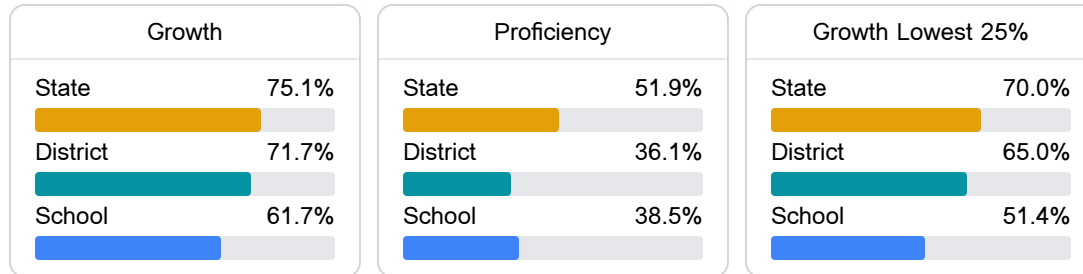 Growth
State 75.1%
District 71.7%
School 61.7%
Proficiency
State 51.9%
District 36.1%
School 38.5%
Growth Lowest 25%
State 70.0%
District 65.0%
School 51.4%